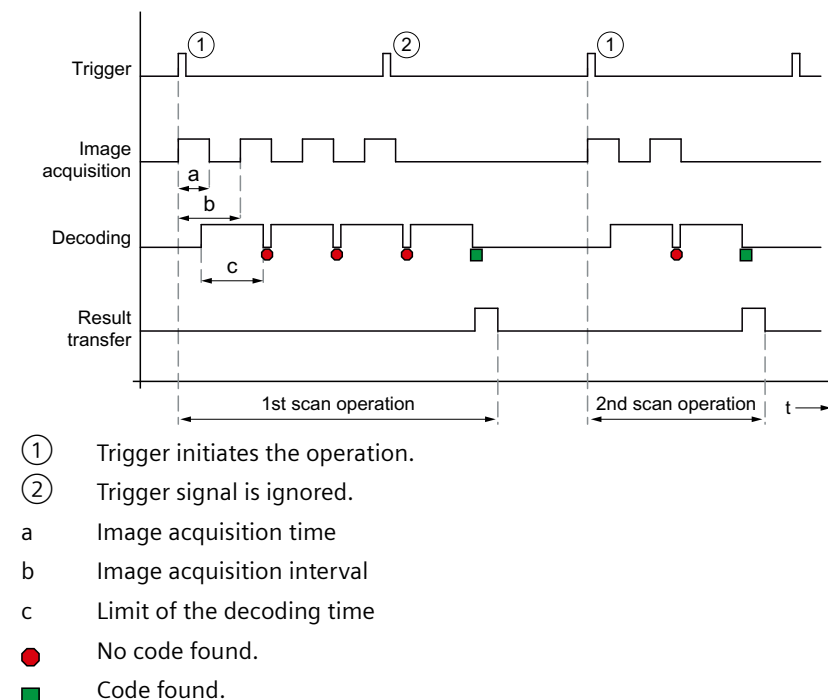 ① ② ①
Trigger
Image
acquisition
a
b
Decoding
c
Result
transfer
1st scan operation 2nd scan operation t
① Trigger initiates the operation.
② Trigger signal is ignored.
a Image acquisition time
b Image acquisition interval
c Limit of the decoding time
No code found.
Code found.